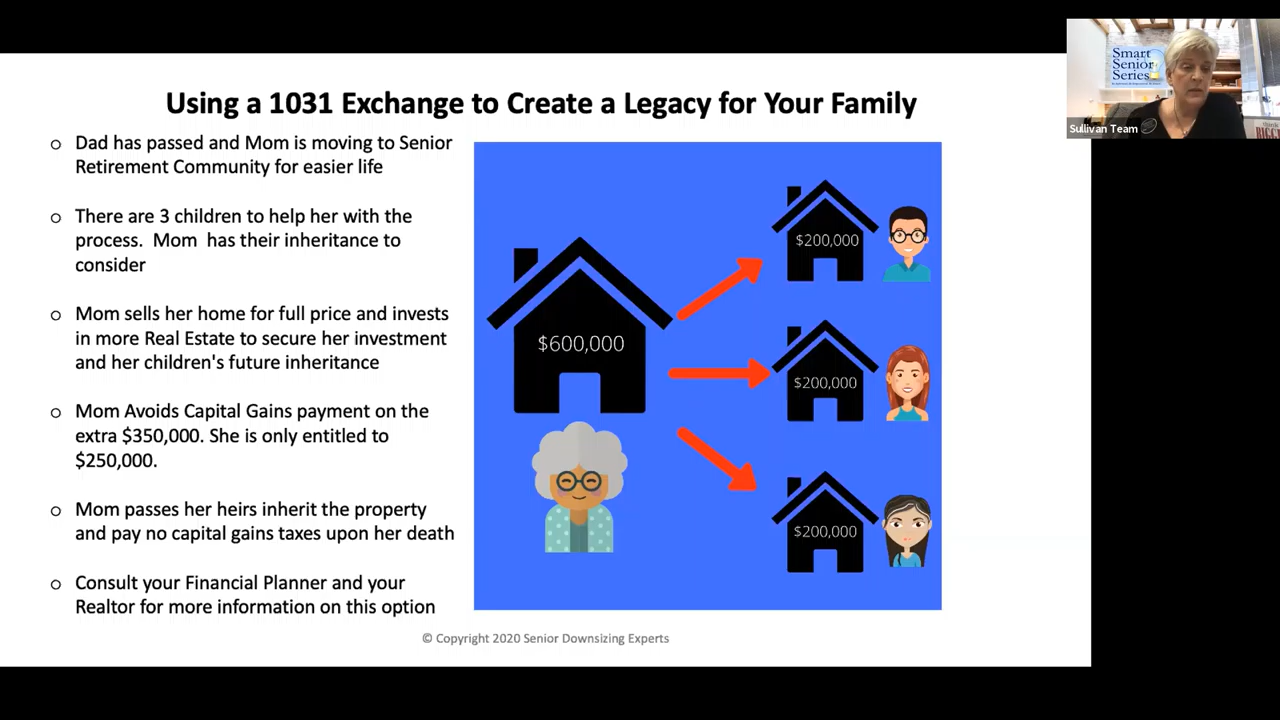 Using a 1031 Exchange to Create a Legacy for Your Family
Dad has passed and Mom is moving to Senior
Retirement Community for easier life
There are 3 children to help her with the
process. Mom has their inheritance to
consider
Mom sells her home for full price and invests
in more Real Estate to secure her investment
and her children's future inheritance
Mom Avoids Capital Gains payment on the
extra $350,000. She is only entitled to
$250,000.
Mom passes her heirs inherit the property
and pay no capital gains taxes upon her death
Consult your Financial Planner and your
Realtor for more information on this option
$600,000
$200,000
$200,000
$200,000
© Copyright 2020 Senior Downsizing Experts
Smart
Senior
Series
Sullivan Team